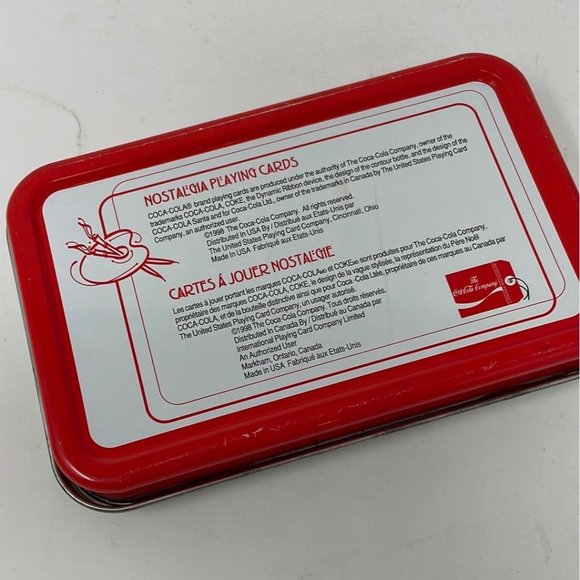 NOSTALGIA PLAYING CARDS
COCA-COLA® brand playing cards are produced under the authority of The Coca-Cola Company, owner of the
trademarks COCA-COLA, COKE, the Dynamic Ribbon device, the design of the contour bottle, and the design of the
COCA-COLA Santa and for Coca-Cola Ltd., owner of the trademarks in Canada by The United States Playing Card
Company, an authorized user.
©1998 The Coca-Cola Company. All rights reserved.
Distributed In USA By / Distribué aux Etats-Unis par
The United States Playing Card Company, Cincinnati, Ohio
Made in USA Fabriqué aux Etats-Unis
CARTES À JOUER NOSTALGIE
Les cartes à jouer portant les marques COCA-COLA et COKE sont produites pour The Coca-Cola Company,
propriétaire des marques COCA-COLA, COKE, le design de la vague stylisée, la représentation du Père Noël
COCA-COLA, et de la bouteille distinctive ainsi que pour Coca-Cola Ltée, propriétaire de ces marques au Canada par
The United States Playing Card Company, un usager autorisé.
©1998 The Coca-Cola Company. Tous droits réservés.
Distributed in Canada By / Distribué au Canada par
International Playing Card Company Limited
An Authorized User
Markham, Ontario, Canada
Made in USA Fabriqué aux Etats-Unis
The
Coca-Cola Company